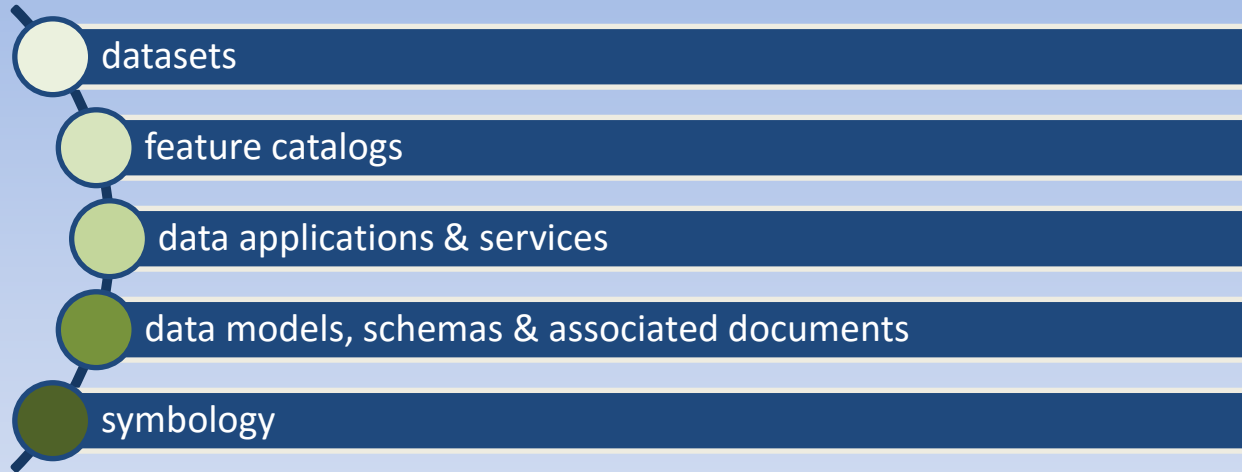 datasets
feature catalogs
data applications & services
data models, schemas & associated documents
symbology